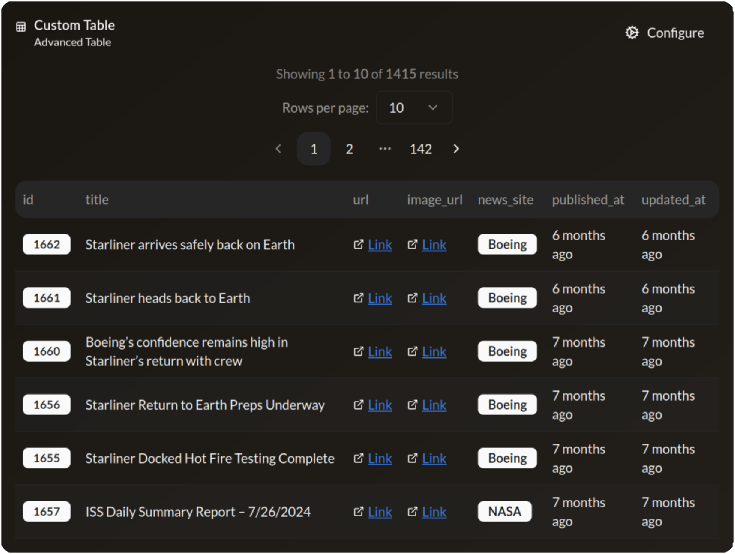 Custom Table
Advanced Table
Configure
Showing 1 to 10 of 1415 results
Rows per page: 10
1 2 ··· 142
id title url image_url news_site published_at updated_at
1662 Starliner arrives safely back on Earth Link Link Boeing 6 months ago 6 months ago
1661 Starliner heads back to Earth Link Link Boeing 6 months ago 6 months ago
1660 Boeing’s confidence remains high in Starliner’s return with crew Link Link Boeing 7 months ago 7 months ago
1656 Starliner Return to Earth Preps Underway Link Link Boeing 7 months ago 7 months ago
1655 Starliner Docked Hot Fire Testing Complete Link Link Boeing 7 months ago 7 months ago
1657 ISS Daily Summary Report – 7/26/2024 Link Link NASA 7 months ago 7 months ago